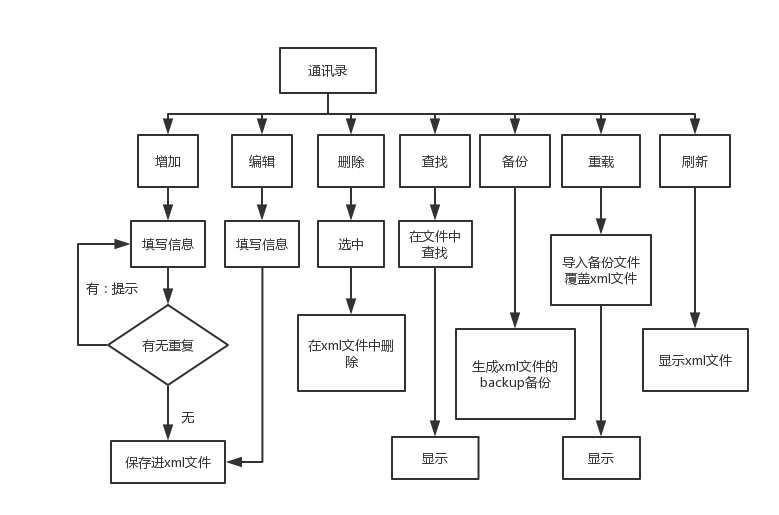 通讯录
增加
编辑
删除
查找
备份
重载
刷新
填写信息
填写信息
选中
在文件中
查找
导入备份文件
覆盖xml文件
有：提示
有无重复
在xml文件中删
除
生成xml文件的
backup备份
显示xml文件
无
保存进xml文件
显示
显示